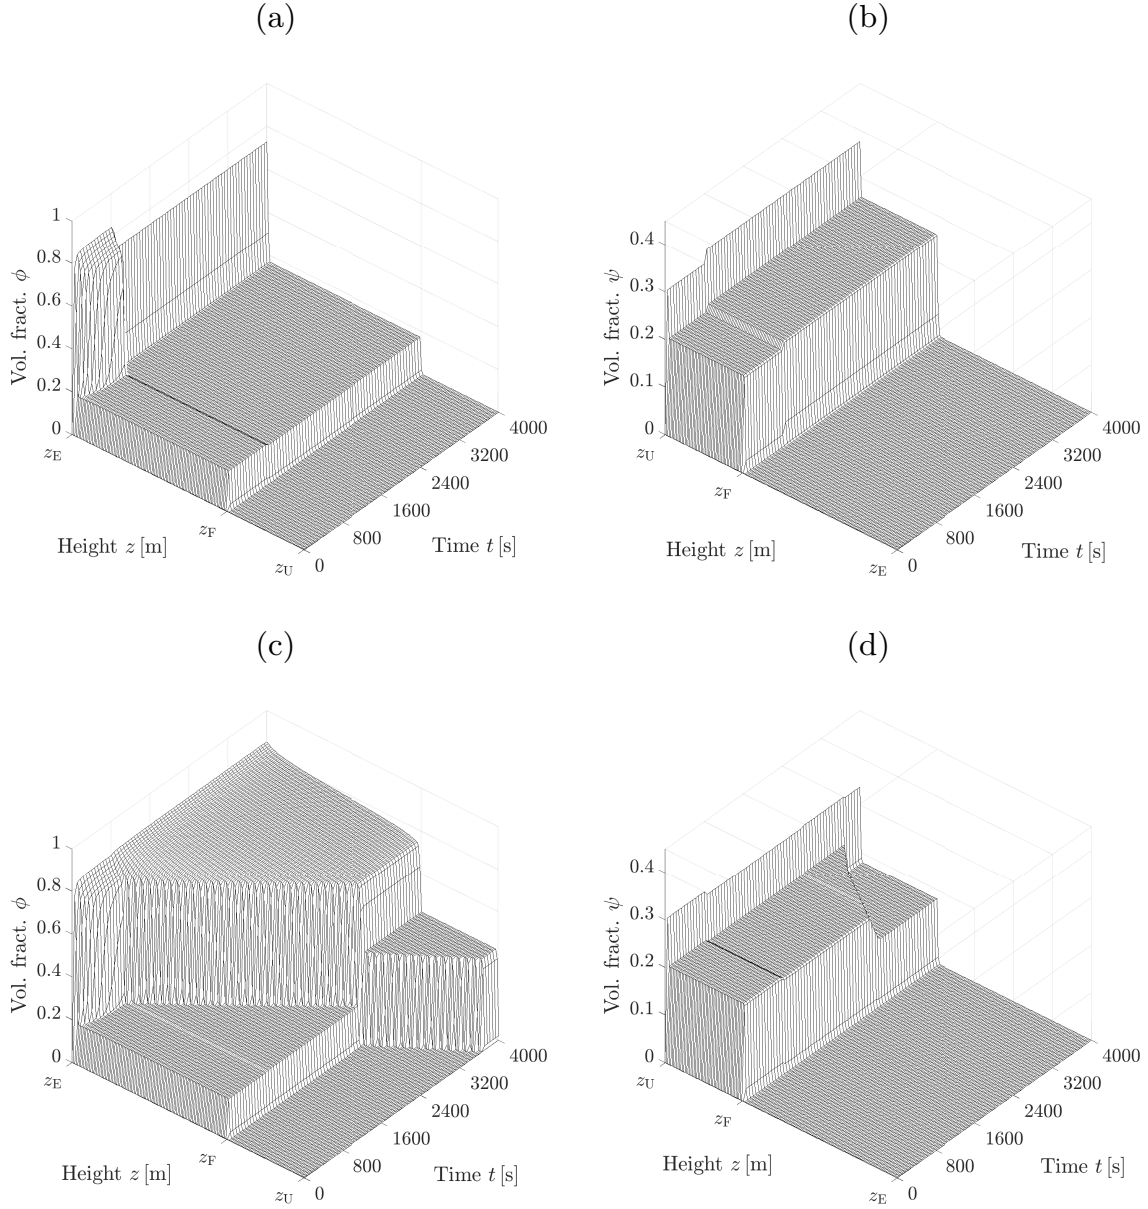 (a)
1
0.8
0.6
0.4
0.2
0
Vol. fract. ϕ
z_E
z_F
z_U
Height z [m]
0
800
1600
2400
3200
4000
Time t [s]
(b)
0.4
0.3
0.2
0.1
0
Vol. fract. ψ
z_U
z_F
z_E
Height z [m]
0
800
1600
2400
3200
4000
Time t [s]
(c)
1
0.8
0.6
0.4
0.2
0
Vol. fract. ϕ
z_E
z_F
z_U
Height z [m]
0
800
1600
2400
3200
4000
Time t [s]
(d)
0.4
0.3
0.2
0.1
0
Vol. fract. ψ
z_U
z_F
z_E
Height z [m]
0
800
1600
2400
3200
4000
Time t [s]